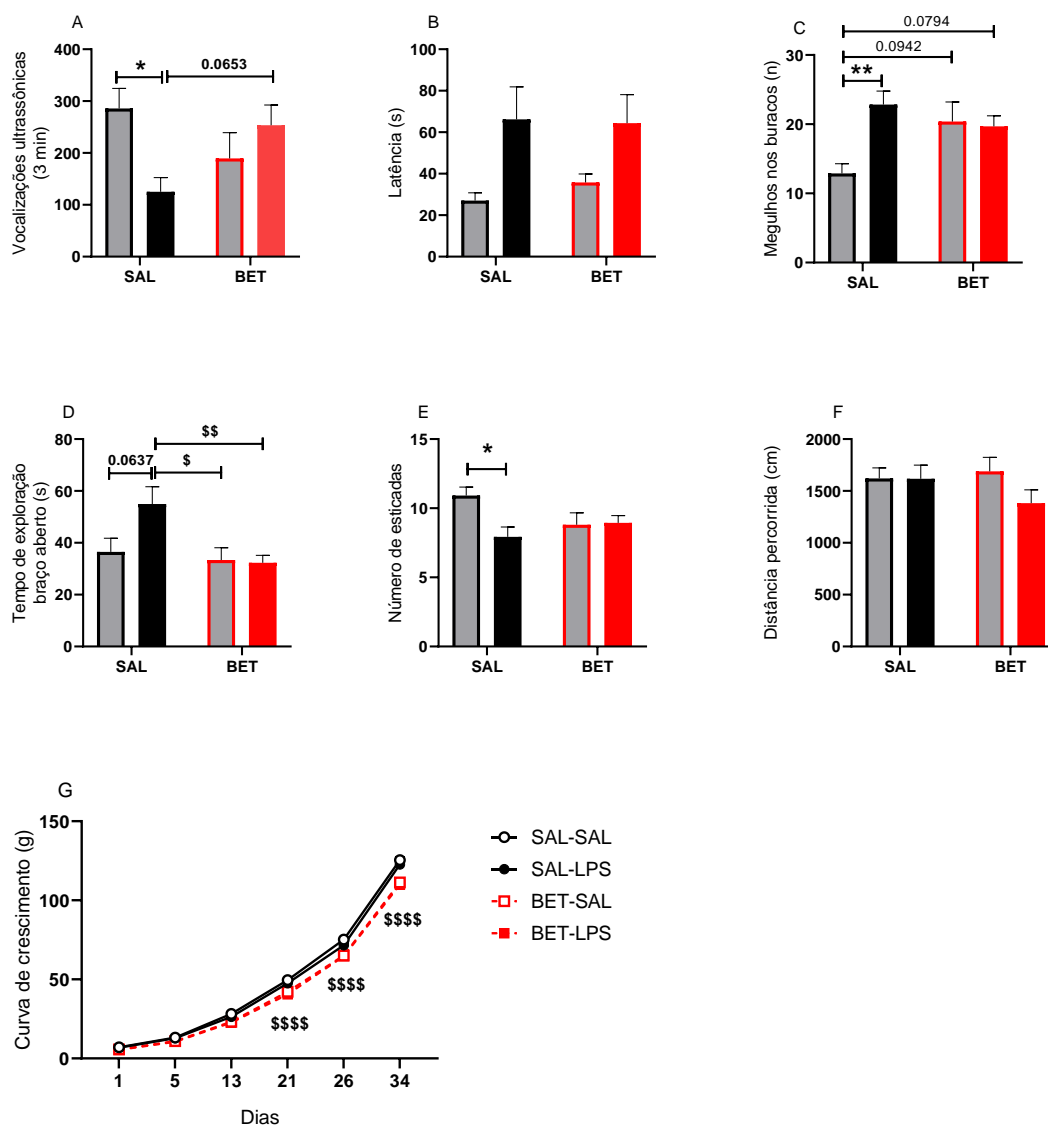 A
Vocalizações ultrassônicas
(3 min)
400
300
200
100
0
*
0.0653
SAL
BET
B
Latência (s)
100
80
60
40
20
0
SAL
BET
C
Megulhos nos buracos (n)
30
20
10
0
0.0794
0.0942
**
SAL
BET
D
Tempo de exploração
braço aberto (s)
80
60
40
20
0
$$
0.0637
$
SAL
BET
E
Número de esticadas
15
10
5
0
*
SAL
BET
F
Distância percorrida (cm)
2000
1500
1000
500
0
SAL
BET
G
Curva de crescimento (g)
150
100
50
0
$$$$
$$$$
$$$$
1
5
13
21
26
34
Dias
SAL-SAL
SAL-LPS
BET-SAL
BET-LPS